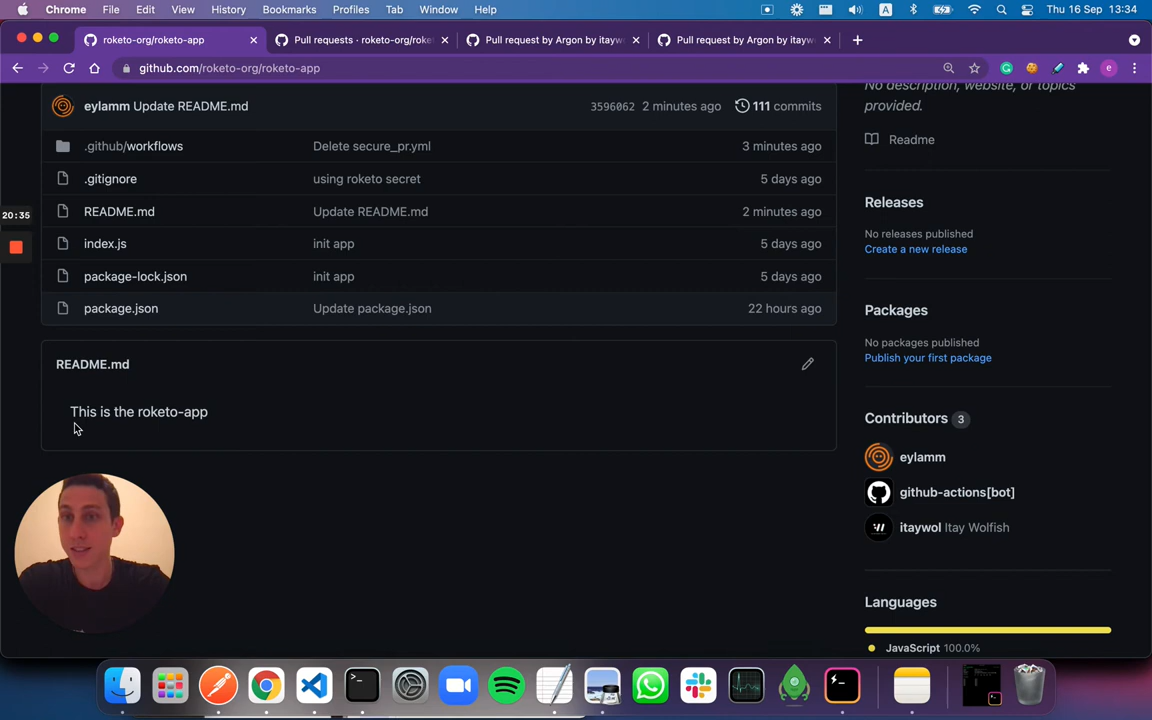 Chrome File Edit View History Bookmarks Profiles Tab Window Help A Thu 16 Sep 13:34
roketo-org/roketo-app Pull requests · roketo-org/roke Pull request by Argon by itayw Pull request by Argon by itayw
github.com/roketo-org/roketo-app e
No description, website, or topics
provided.
eylamm Update README.md 3596062 2 minutes ago 111 commits
Readme
.github/workflows Delete secure_pr.yml 3 minutes ago
.gitignore using roketo secret 5 days ago
README.md Update README.md 2 minutes ago
index.js init app 5 days ago
package-lock.json init app 5 days ago
package.json Update package.json 22 hours ago
20:35
README.md
This is the roketo-app
Releases
No releases published
Create a new release
Packages
No packages published
Publish your first package
Contributors 3
eylamm
github-actions[bot]
itaywol Itay Wolfish
Languages
JavaScript 100.0%